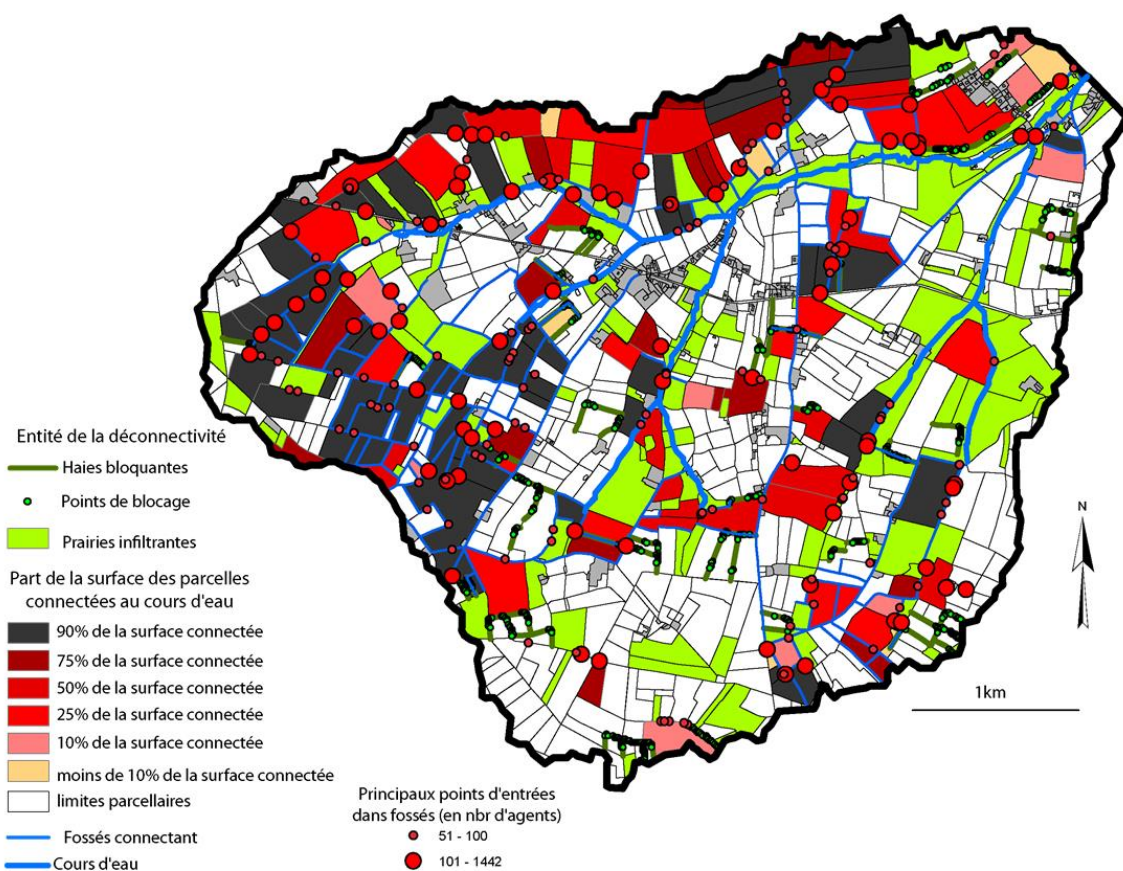 Entité de la déconnectivité
Haies bloquantes
Points de blocage
Prairies infiltrantes
Part de la surface des parcelles
connectées au cours d'eau
90% de la surface connectée
75% de la surface connectée
50% de la surface connectée
25% de la surface connectée
10% de la surface connectée
moins de 10% de la surface connectée
limites parcellaires
Fossés connectant
Cours d'eau
Principaux points d'entrées
dans fossés (en nbr d'agents)
51 - 100
101 - 1442
N
1km